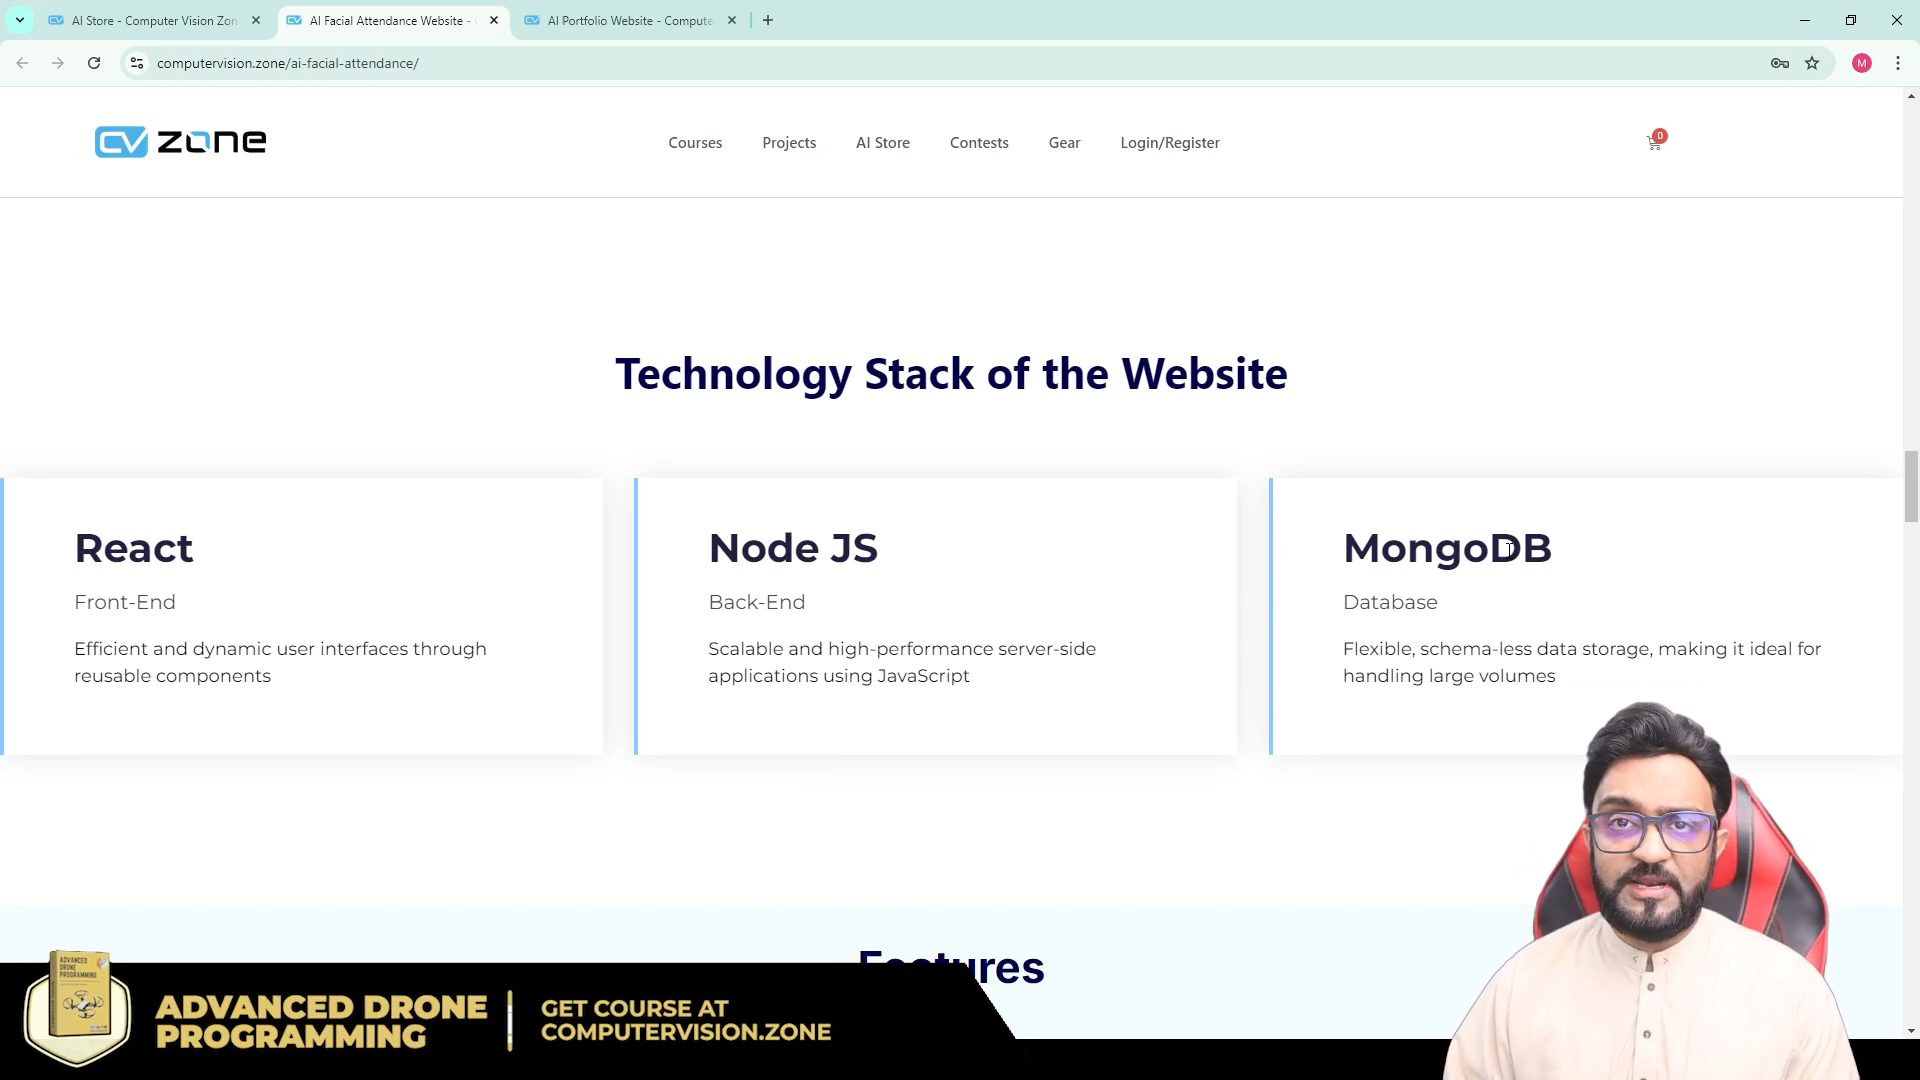 AI Store - Computer Vision Zon
AI Facial Attendance Website -
AI Portfolio Website - Compute
computervision.zone/ai-facial-attendance/
M
CV zone
Courses
Projects
AI Store
Contests
Gear
Login/Register
0
Technology Stack of the Website
React
Front-End
Efficient and dynamic user interfaces through
reusable components
Node JS
Back-End
Scalable and high-performance server-side
applications using JavaScript
MongoDB
Database
Flexible, schema-less data storage, making it ideal for
handling large volumes
Features
ADVANCED
DRONE
PROGRAMMING
ADVANCED DRONE
PROGRAMMING
GET COURSE AT
COMPUTERVISION.ZONE